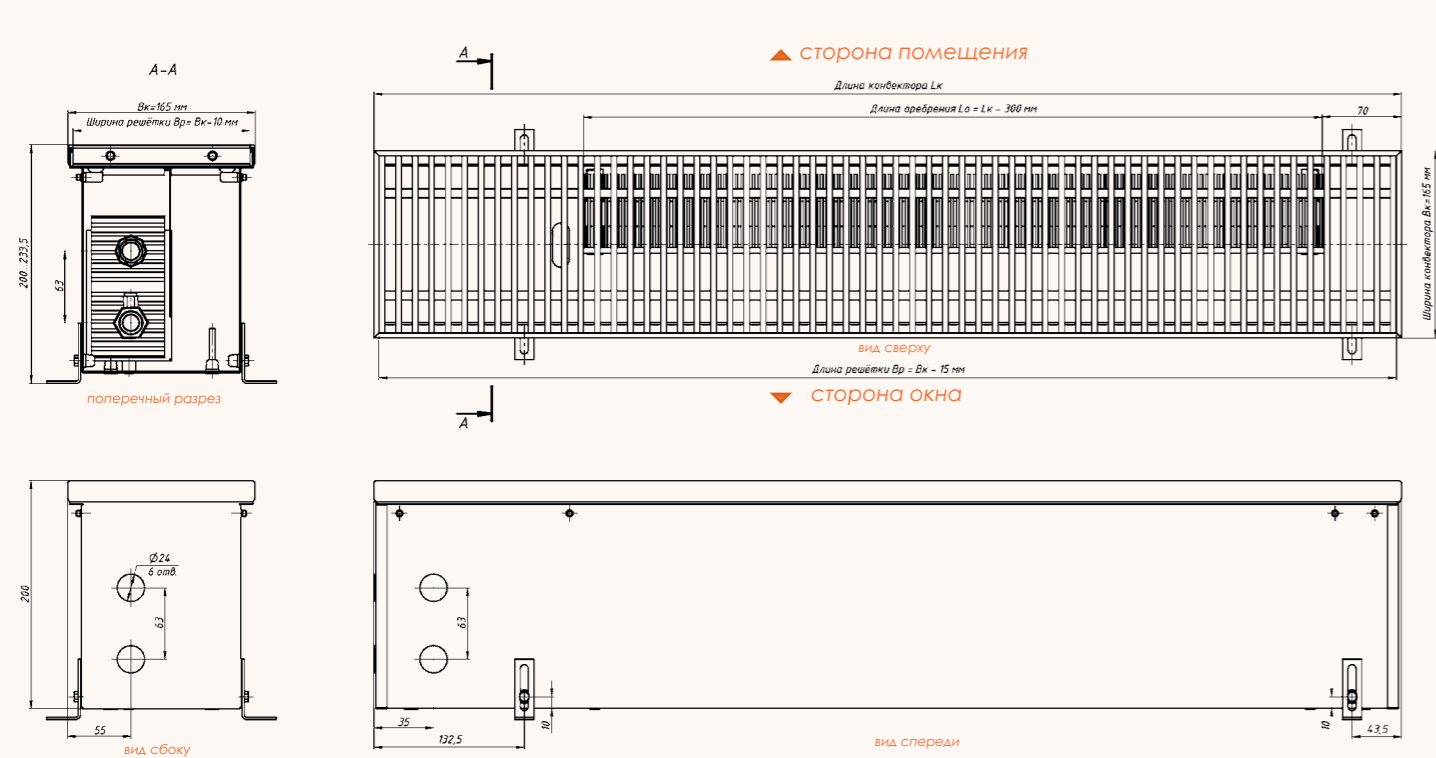 А
СТОРОНА ПОМЕЩЕНИЯ
А-А
Длина конвектора Lк
Вк=165 мм
Длина оребрения Lо = Lк - 300 мм
70
Ширина решётки Вр= Вк-10 мм
200...233,5
63
Ширина конвектора Вк=165 мм
вид сверху
Длина решётки Вр = Вк - 15 мм
поперечный разрез
СТОРОНА ОКНА
А
Ø24
6 отв.
200
63
63
10
10
55
35
132,5
43,5
вид сбоку
вид спереди